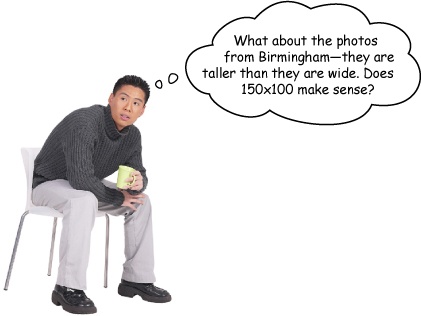 What about the photos
from Birmingham—they are
taller than they are wide. Does
150x100 make sense?